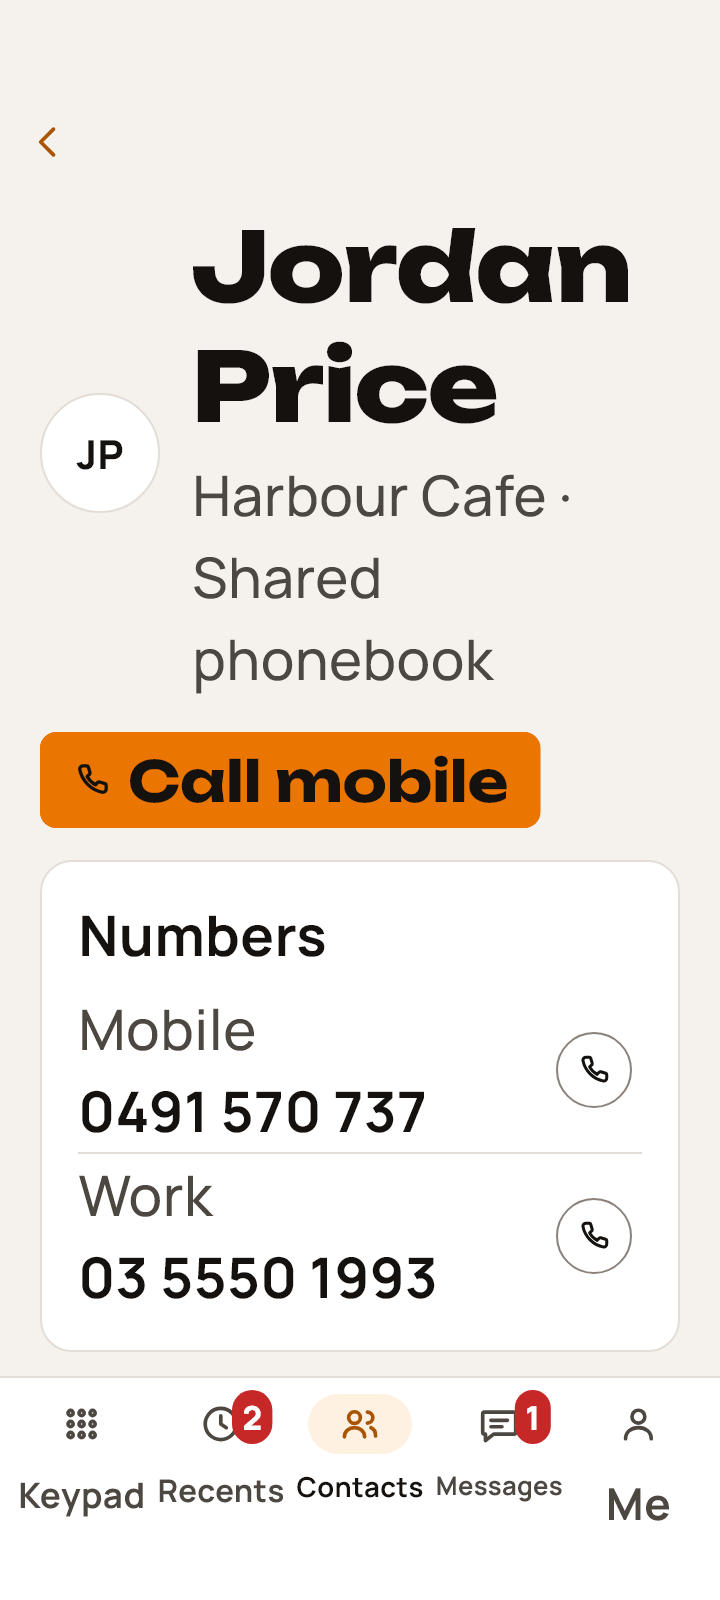 Jordan
Price
JP
Harbour Cafe ·
Shared
phonebook
Call mobile
Numbers
Mobile
0491 570 737
Work
03 5550 1993
2
1
Keypad
Recents
Contacts
Messages
Me